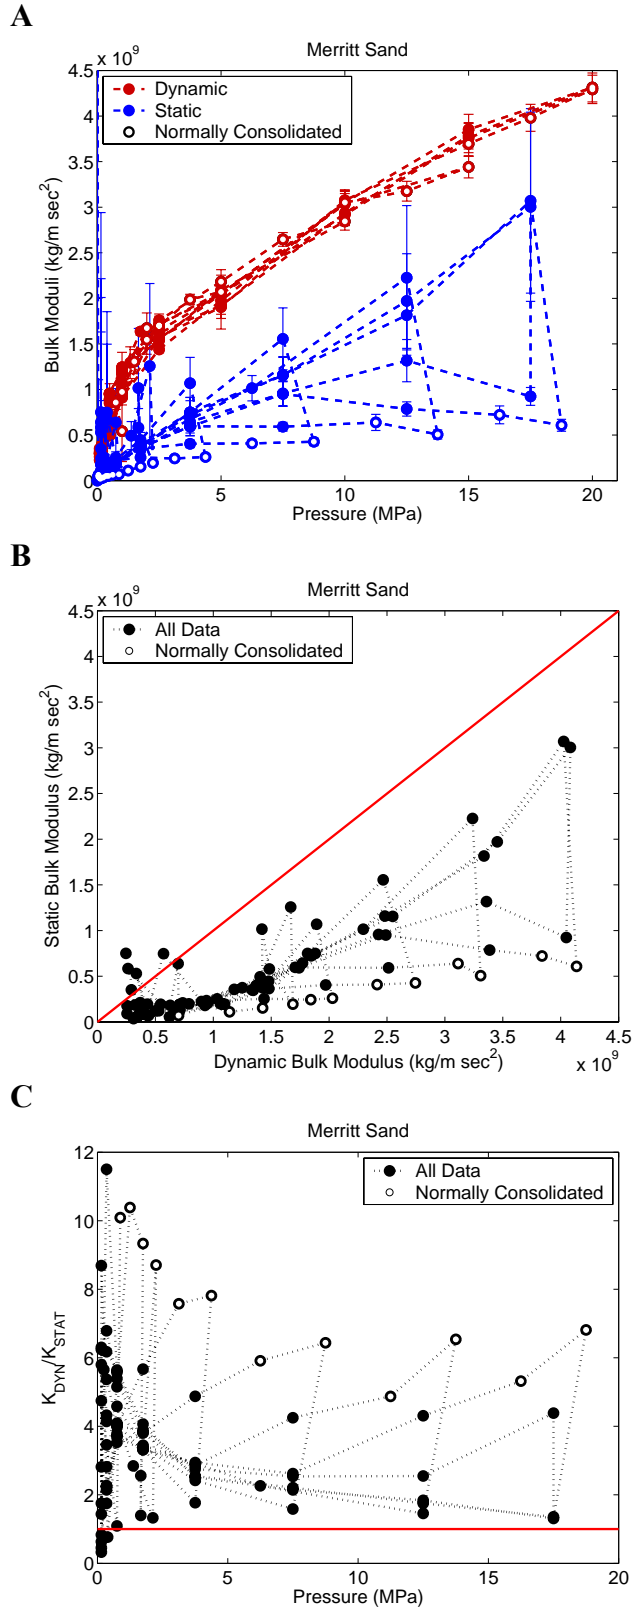 A
Merritt Sand
x 10^9
4.5
4
3.5
3
2.5
2
1.5
1
0.5
0
Bulk Moduli (kg/m sec^2)
Dynamic
Static
Normally Consolidated
0 5 10 15 20
Pressure (MPa)
B
Merritt Sand
x 10^9
4.5
4
3.5
3
2.5
2
1.5
1
0.5
0
Static Bulk Modulus (kg/m sec^2)
All Data
Normally Consolidated
0 0.5 1 1.5 2 2.5 3 3.5 4 4.5
Dynamic Bulk Modulus (kg/m sec^2)
x 10^9
C
Merritt Sand
12
10
8
6
4
2
0
K_DYN/K_STAT
All Data
Normally Consolidated
0 5 10 15 20
Pressure (MPa)